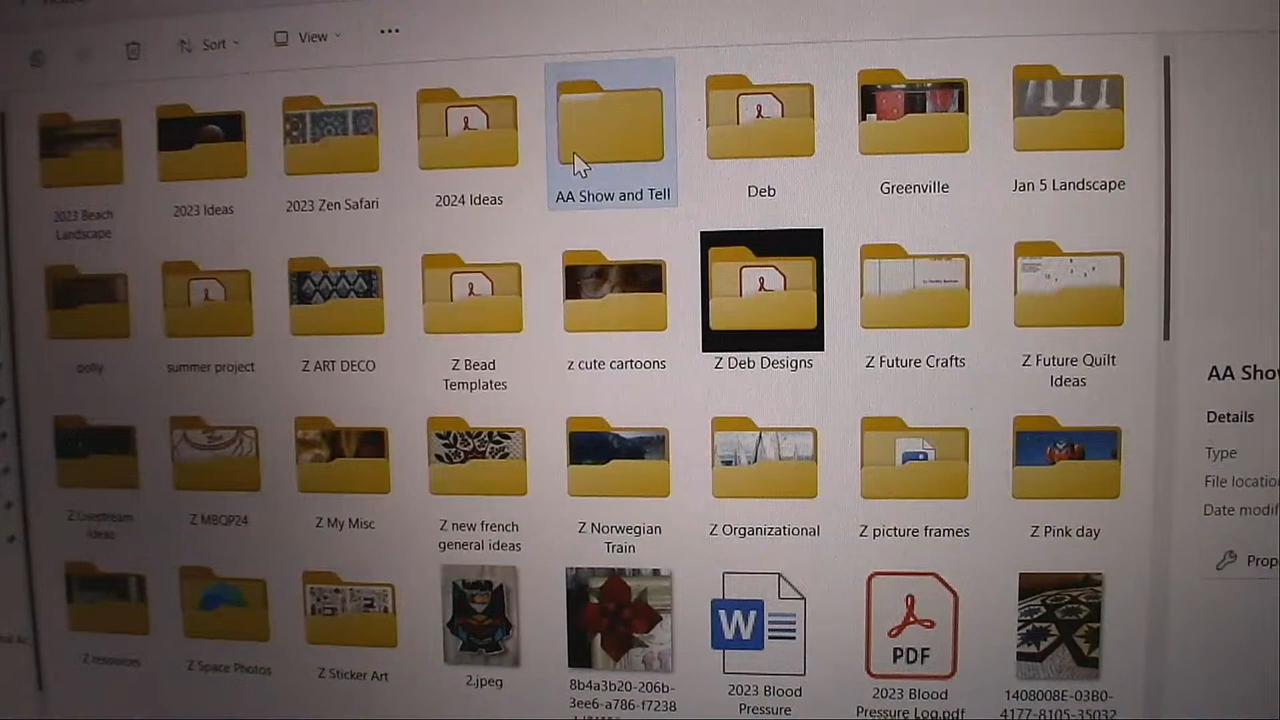 Sort
View
2023 Beach
Landscape
2023 Ideas
2023 Zen Safari
2024 Ideas
AA Show and Tell
Deb
Greenville
Jan 5 Landscape
polly
summer project
Z ART DECO
Z Bead
Templates
z cute cartoons
Z Deb Designs
Z Future Crafts
Z Future Quilt
Ideas
Z Livestream
Ideas
Z MBQP24
Z My Misc
Z new french
general ideas
Z Norwegian
Train
Z Organizational
Z picture frames
Z Pink day
Z resources
Z Space Photos
Z Sticker Art
2.jpeg
8b4a3b20-206b-
3ee6-a786-f7238
W
2023 Blood
Pressure
PDF
2023 Blood
Pressure Log.pdf
1408008E-03B0-
4177-8105-35032
AA Sho
Details
Type
File locatio
Date modif
Prop